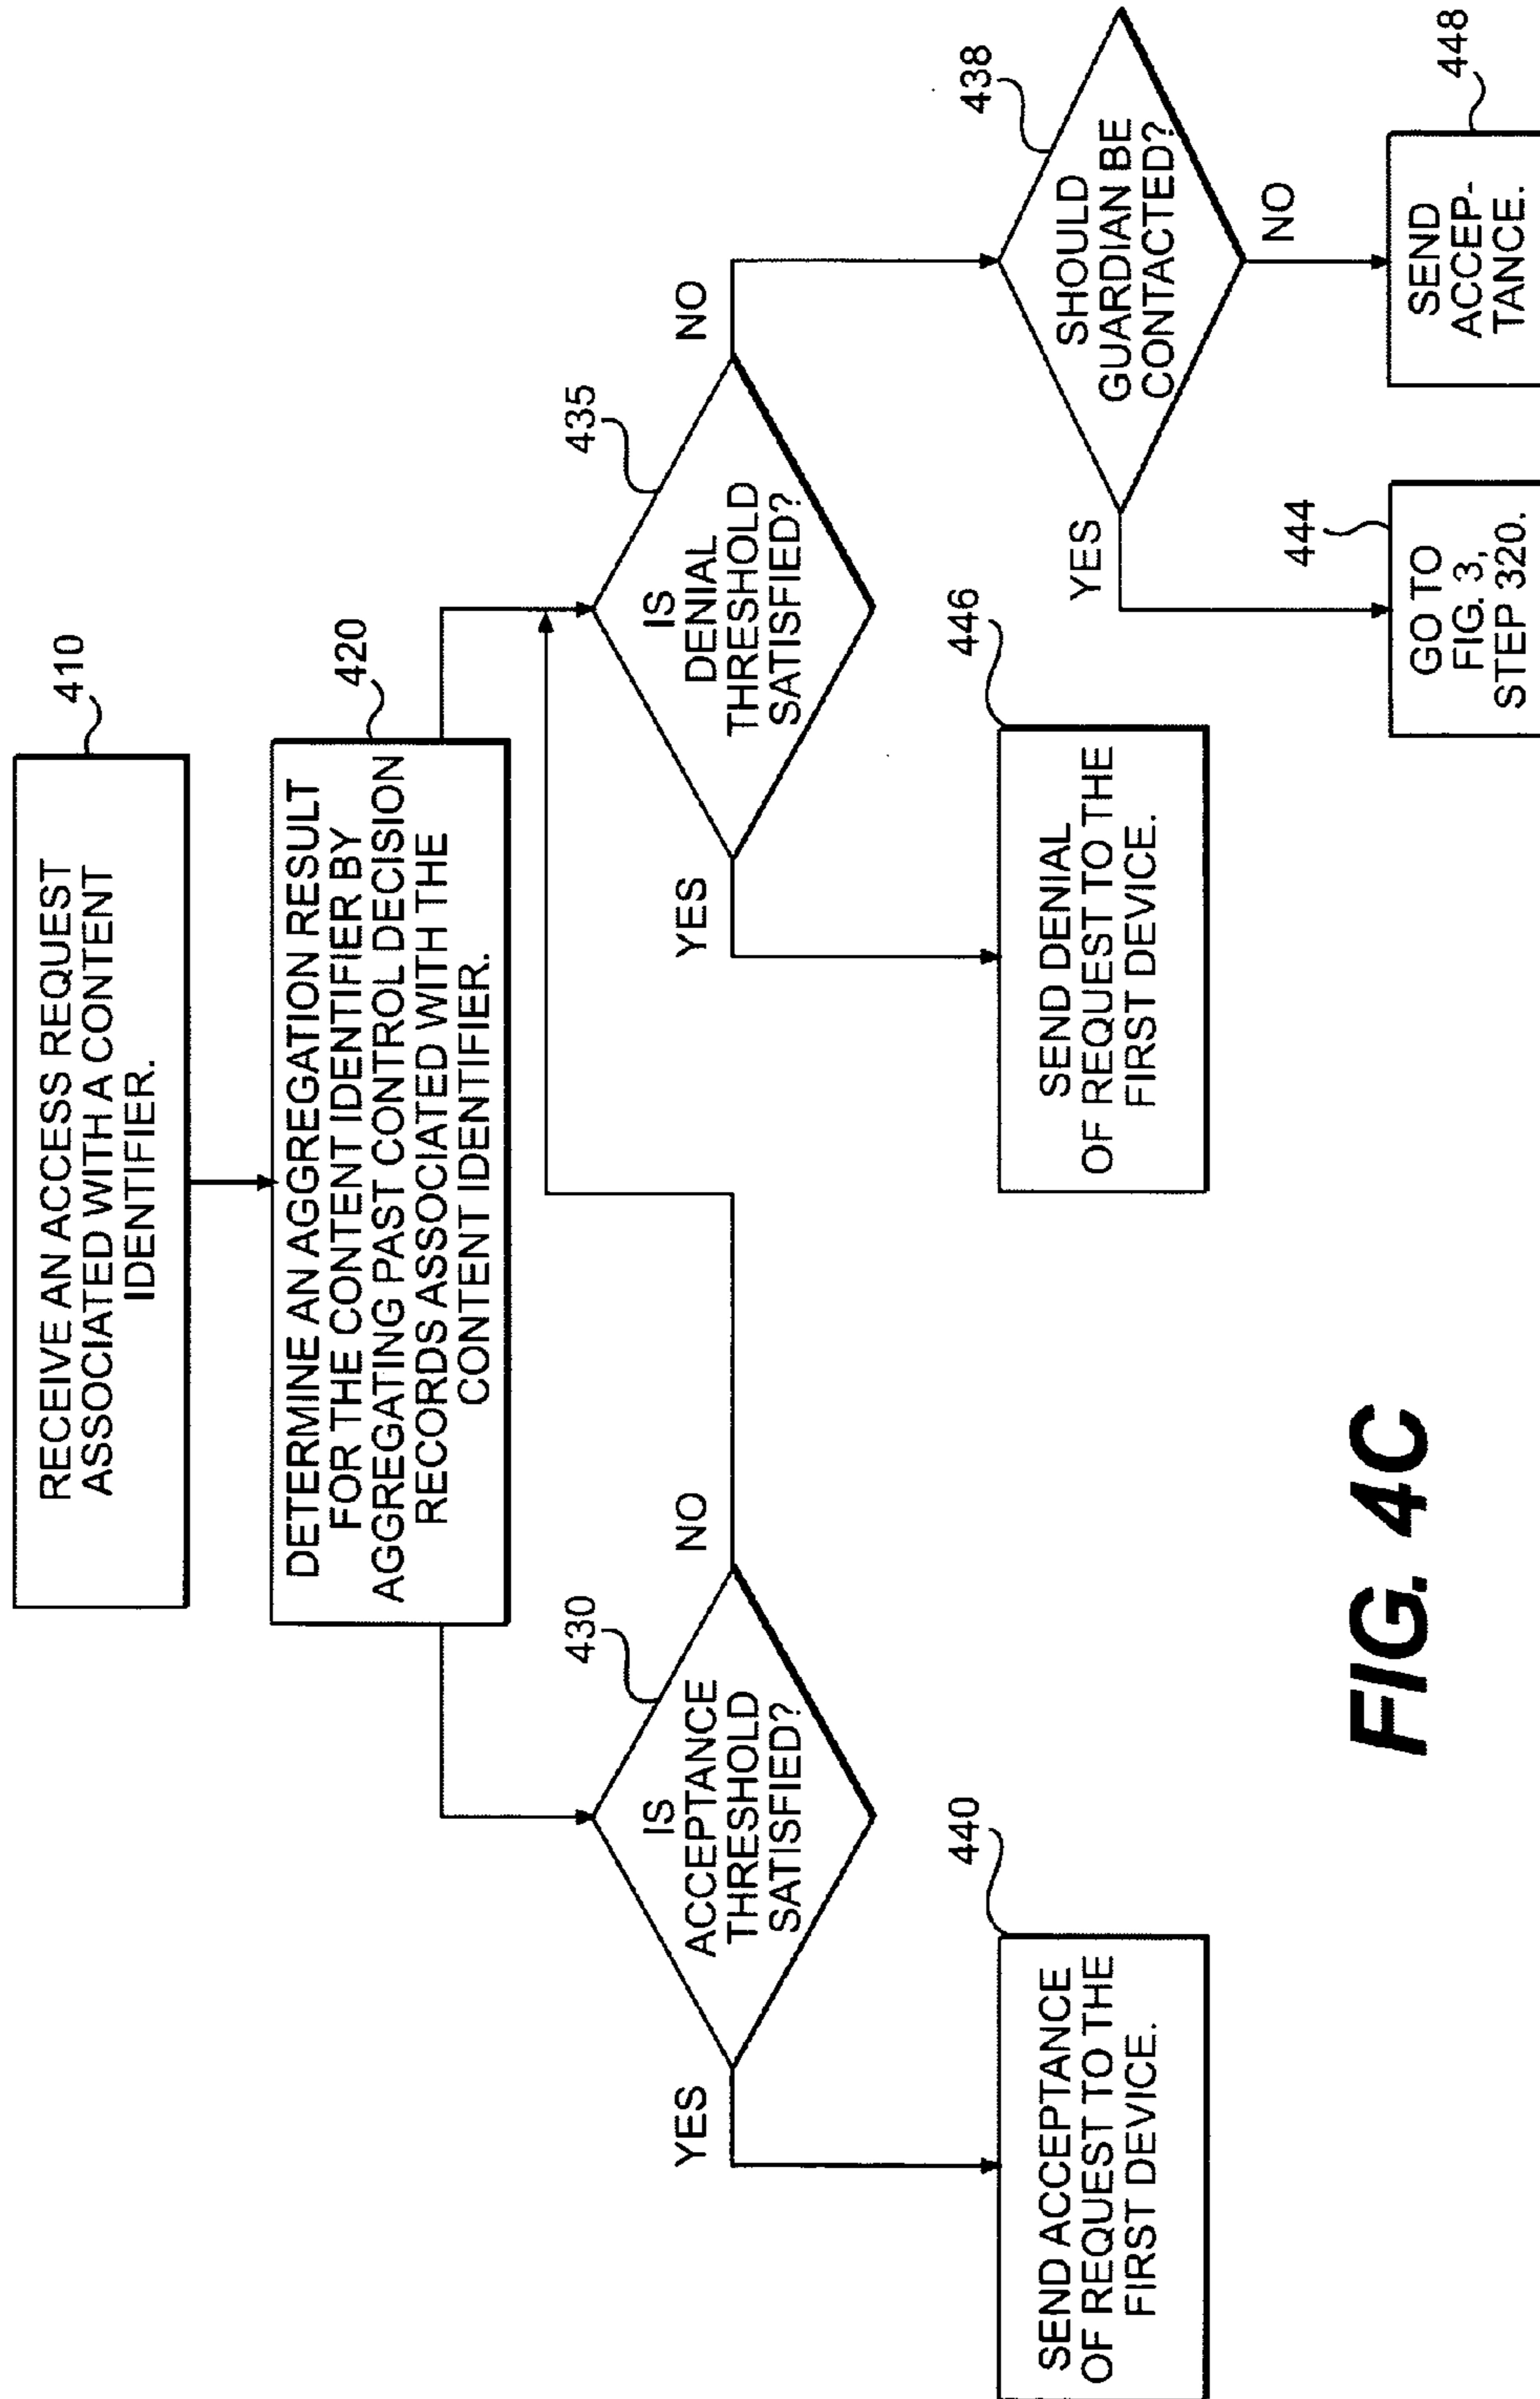 RECEIVE AN ACCESS REQUEST
ASSOCIATED WITH A CONTENT
IDENTIFIER.
410
DETERMINE AN AGGREGATION RESULT
FOR THE CONTENT IDENTIFIER BY
AGGREGATING PAST CONTROL DECISION
RECORDS ASSOCIATED WITH THE
CONTENT IDENTIFIER.
420
IS
ACCEPTANCE
THRESHOLD
SATISFIED?
430
YES
NO
IS
DENIAL
THRESHOLD
SATISFIED?
435
YES
NO
SEND ACCEPTANCE
OF REQUEST TO THE
FIRST DEVICE.
440
SEND DENIAL
OF REQUEST TO THE
FIRST DEVICE.
446
SHOULD
GUARDIAN BE
CONTACTED?
438
YES
NO
GO TO
FIG. 3,
STEP 320.
444
SEND
ACCEP-
TANCE.
448
FIG. 4C